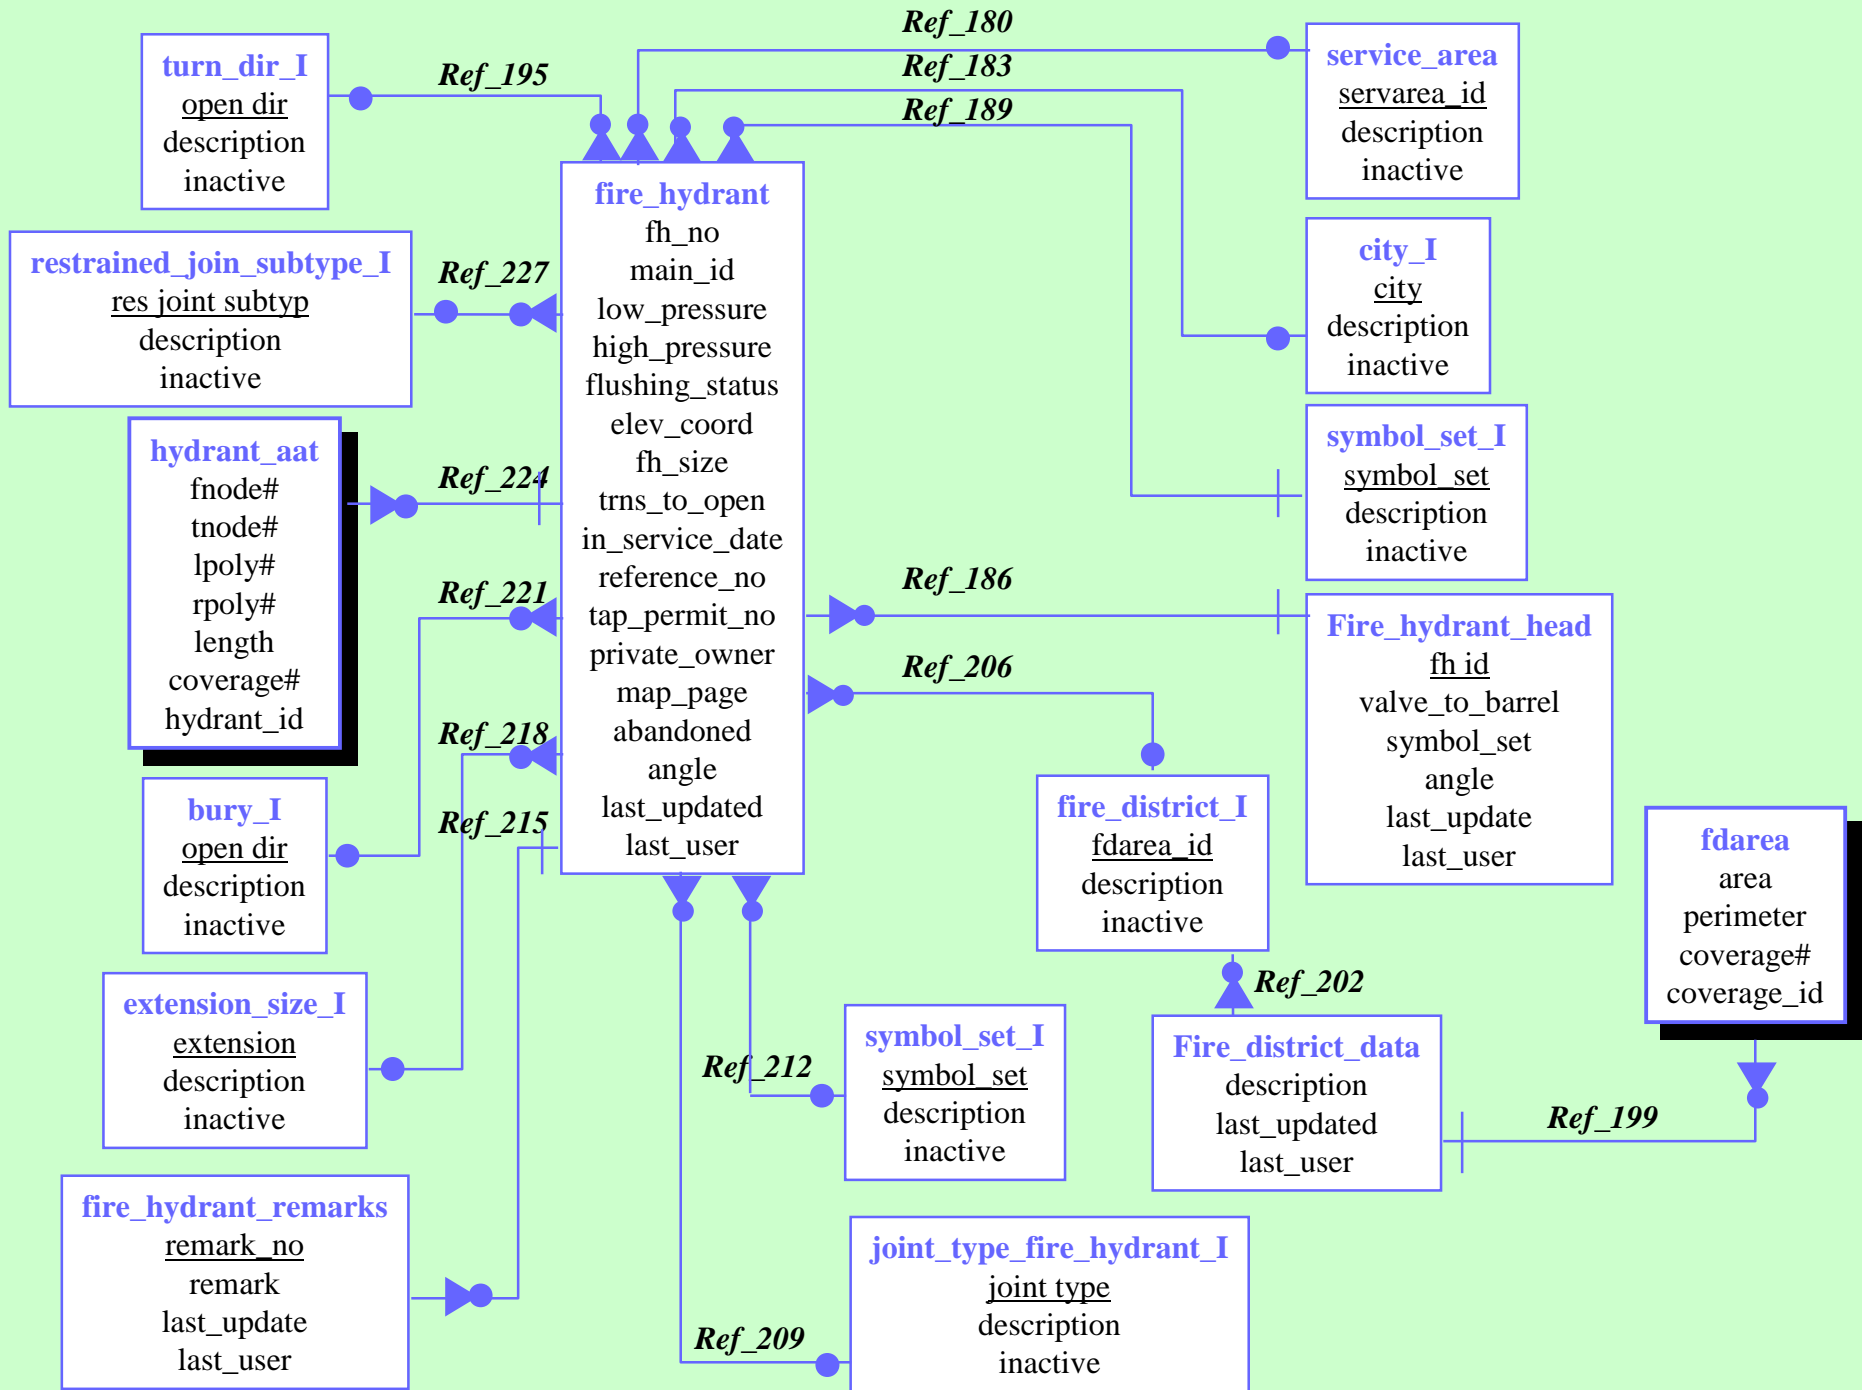 turn_dir_I
open dir
description
inactive
Ref_195
Ref_180
Ref_183
Ref_189
service_area
servarea_id
description
inactive
restrained_join_subtype_I
res joint subtyp
description
inactive
Ref_227
fire_hydrant
fh_no
main_id
low_pressure
high_pressure
flushing_status
elev_coord
fh_size
trns_to_open
in_service_date
reference_no
tap_permit_no
private_owner
map_page
abandoned
angle
last_updated
last_user
city_I
city
description
inactive
hydrant_aat
fnode#
tnode#
lpoly#
rpoly#
length
coverage#
hydrant_id
Ref_224
symbol_set_I
symbol_set
description
inactive
Ref_221
Ref_186
Fire_hydrant_head
fh id
valve_to_barrel
symbol_set
angle
last_update
last_user
Ref_206
Ref_218
bury_I
open dir
description
inactive
Ref_215
fire_district_I
fdarea_id
description
inactive
fdarea
area
perimeter
coverage#
coverage_id
extension_size_I
extension
description
inactive
Ref_202
symbol_set_I
symbol_set
description
inactive
Ref_212
Fire_district_data
description
last_updated
last_user
Ref_199
fire_hydrant_remarks
remark_no
remark
last_update
last_user
joint_type_fire_hydrant_I
joint type
description
inactive
Ref_209